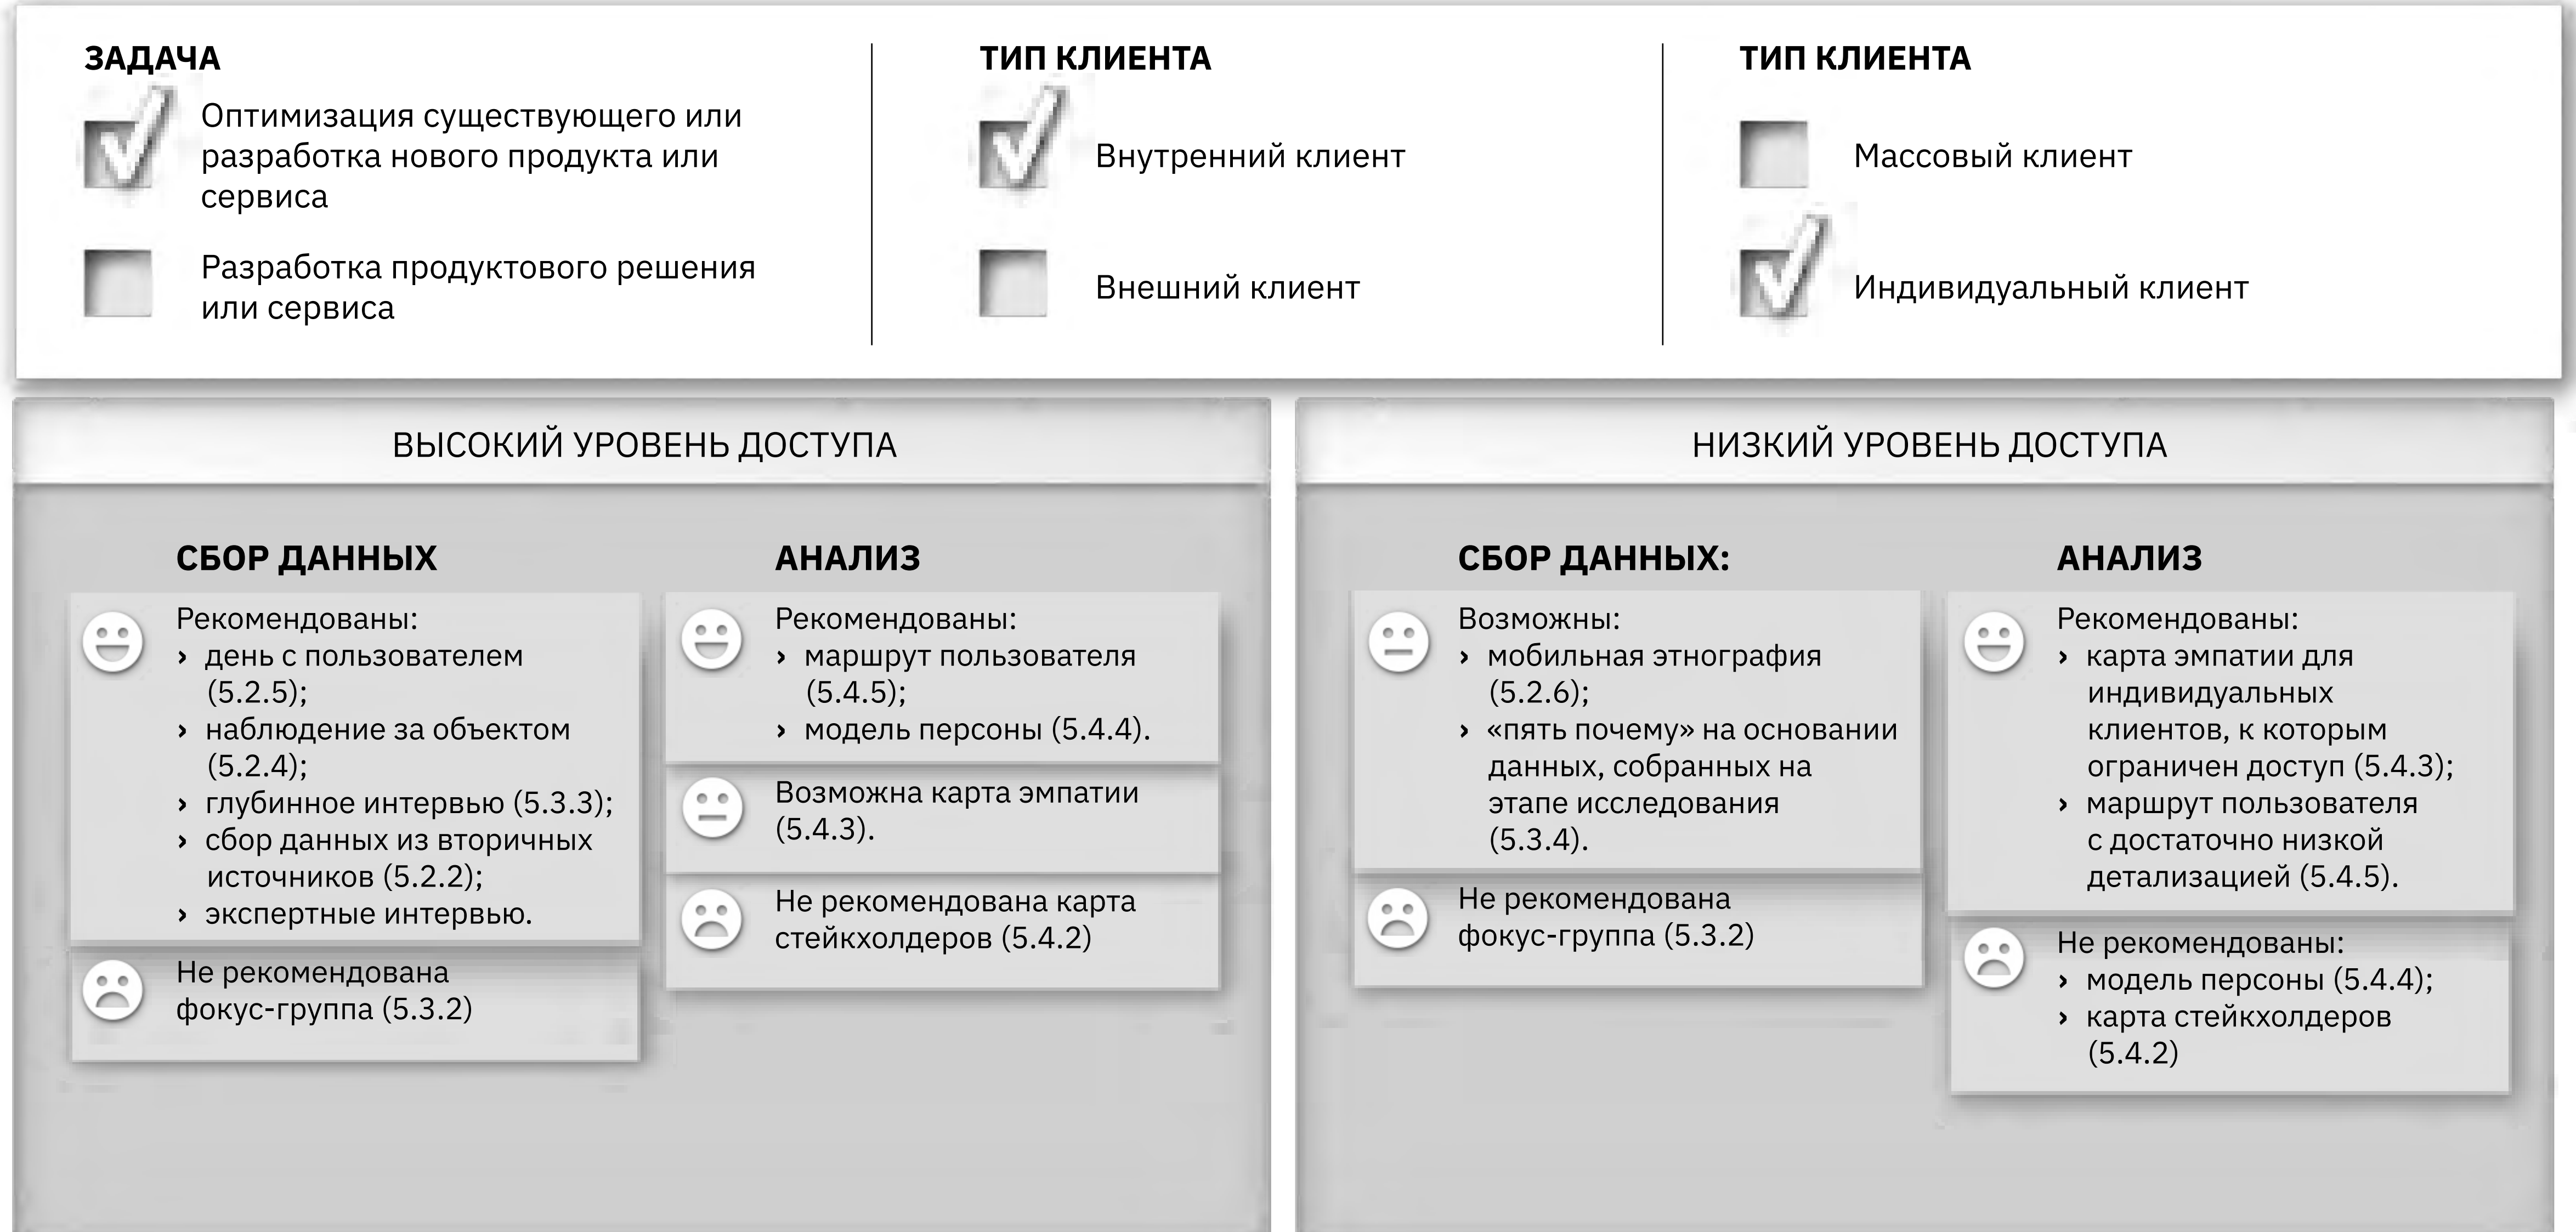 ЗАДАЧА
Оптимизация существующего или
разработка нового продукта или
сервиса
Разработка продуктового решения
или сервиса
ТИП КЛИЕНТА
Внутренний клиент
Внешний клиент
ТИП КЛИЕНТА
Массовый клиент
Индивидуальный клиент
ВЫСОКИЙ УРОВЕНЬ ДОСТУПА
СБОР ДАННЫХ
Рекомендованы:
› день с пользователем
(5.2.5);
› наблюдение за объектом
(5.2.4);
› глубинное интервью (5.3.3);
› сбор данных из вторичных
источников (5.2.2);
› экспертные интервью.
Не рекомендована
фокус-группа (5.3.2)
АНАЛИЗ
Рекомендованы:
› маршрут пользователя
(5.4.5);
› модель персоны (5.4.4).
Возможна карта эмпатии
(5.4.3).
Не рекомендована карта
стейкхолдеров (5.4.2)
НИЗКИЙ УРОВЕНЬ ДОСТУПА
СБОР ДАННЫХ:
Возможны:
› мобильная этнография
(5.2.6);
› «пять почему» на основании
данных, собранных на
этапе исследования
(5.3.4).
Не рекомендована
фокус-группа (5.3.2)
АНАЛИЗ
Рекомендованы:
› карта эмпатии для
индивидуальных
клиентов, к которым
ограничен доступ (5.4.3);
› маршрут пользователя
с достаточно низкой
детализацией (5.4.5).
Не рекомендованы:
› модель персоны (5.4.4);
› карта стейкхолдеров
(5.4.2)